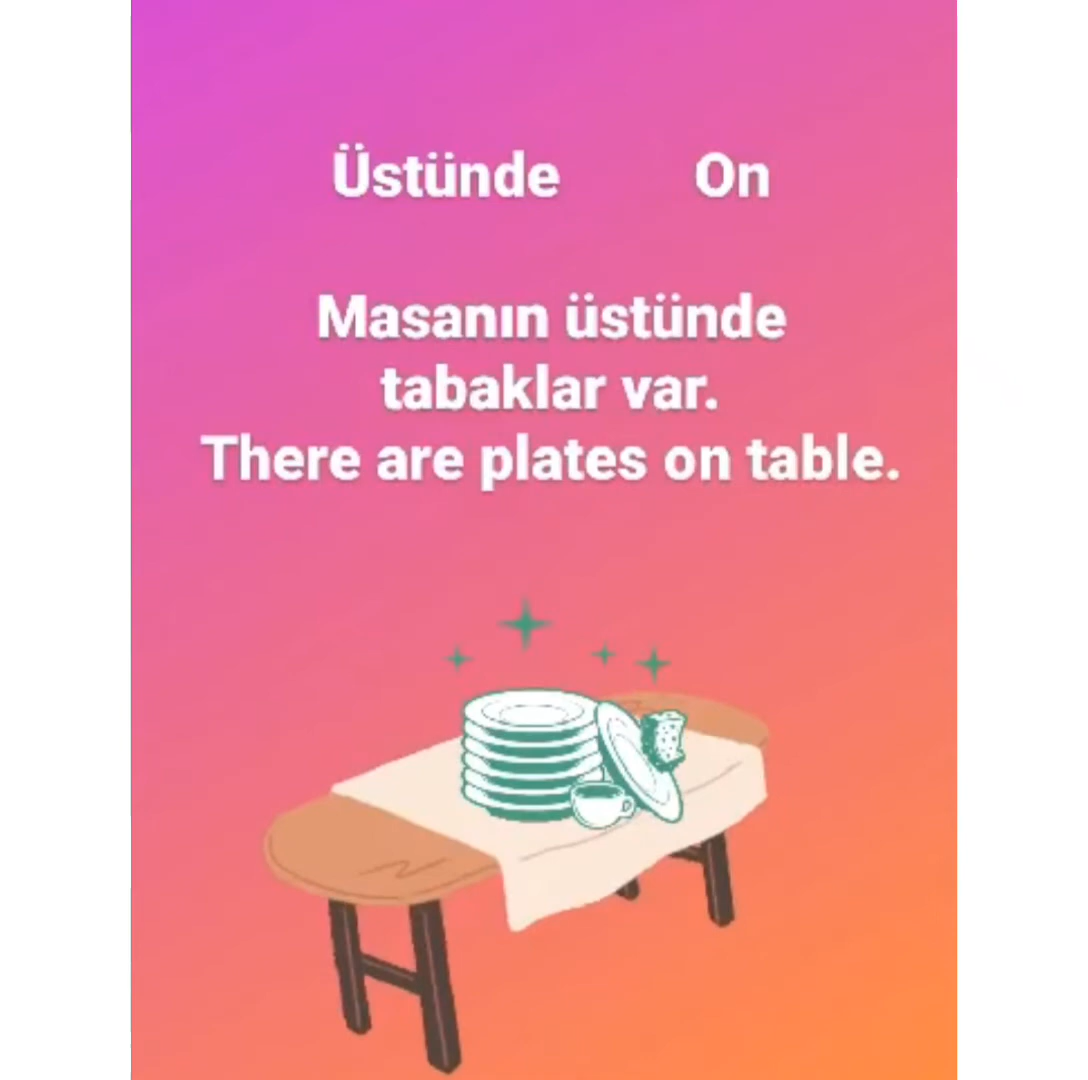 Üstünde On
Masanın üstünde
tabaklar var.
There are plates on table.